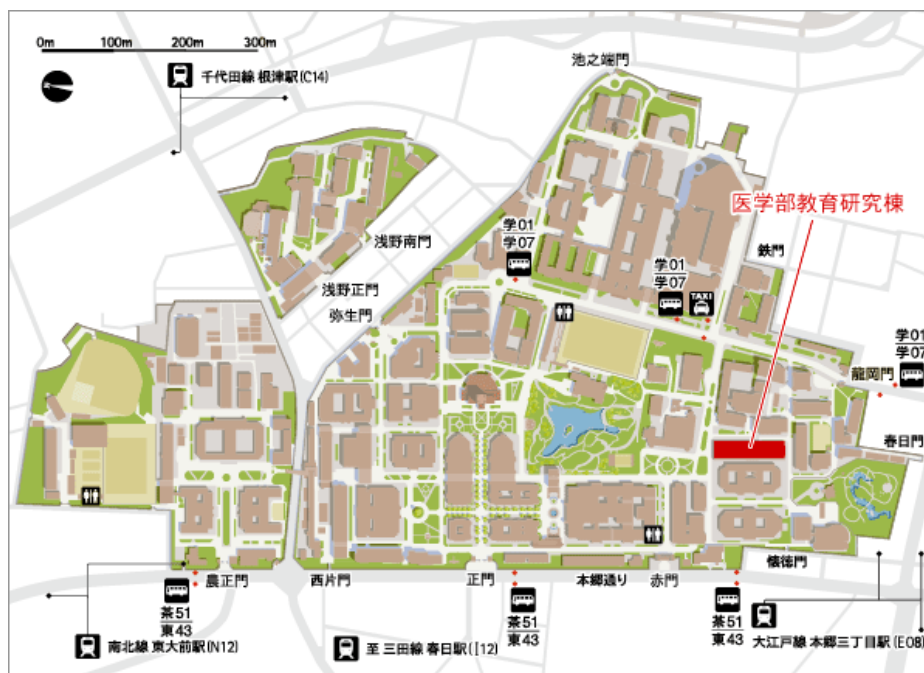 0m 100m 200m 300m
千代田線 根津駅(C14)
池之端門
医学部教育研究棟
浅野南門
学01
学07
鉄門
学01
学07
TAXI
浅野正門
弥生門
学01
学07
龍岡門
春日門
農正門
西片門
正門
本郷通り
赤門
懐徳門
茶51
東43
茶51
東43
茶51
東43
南北線 東大前駅(N12)
至 三田線 春日駅(I12)
大江戸線 本郷三丁目駅(E08)